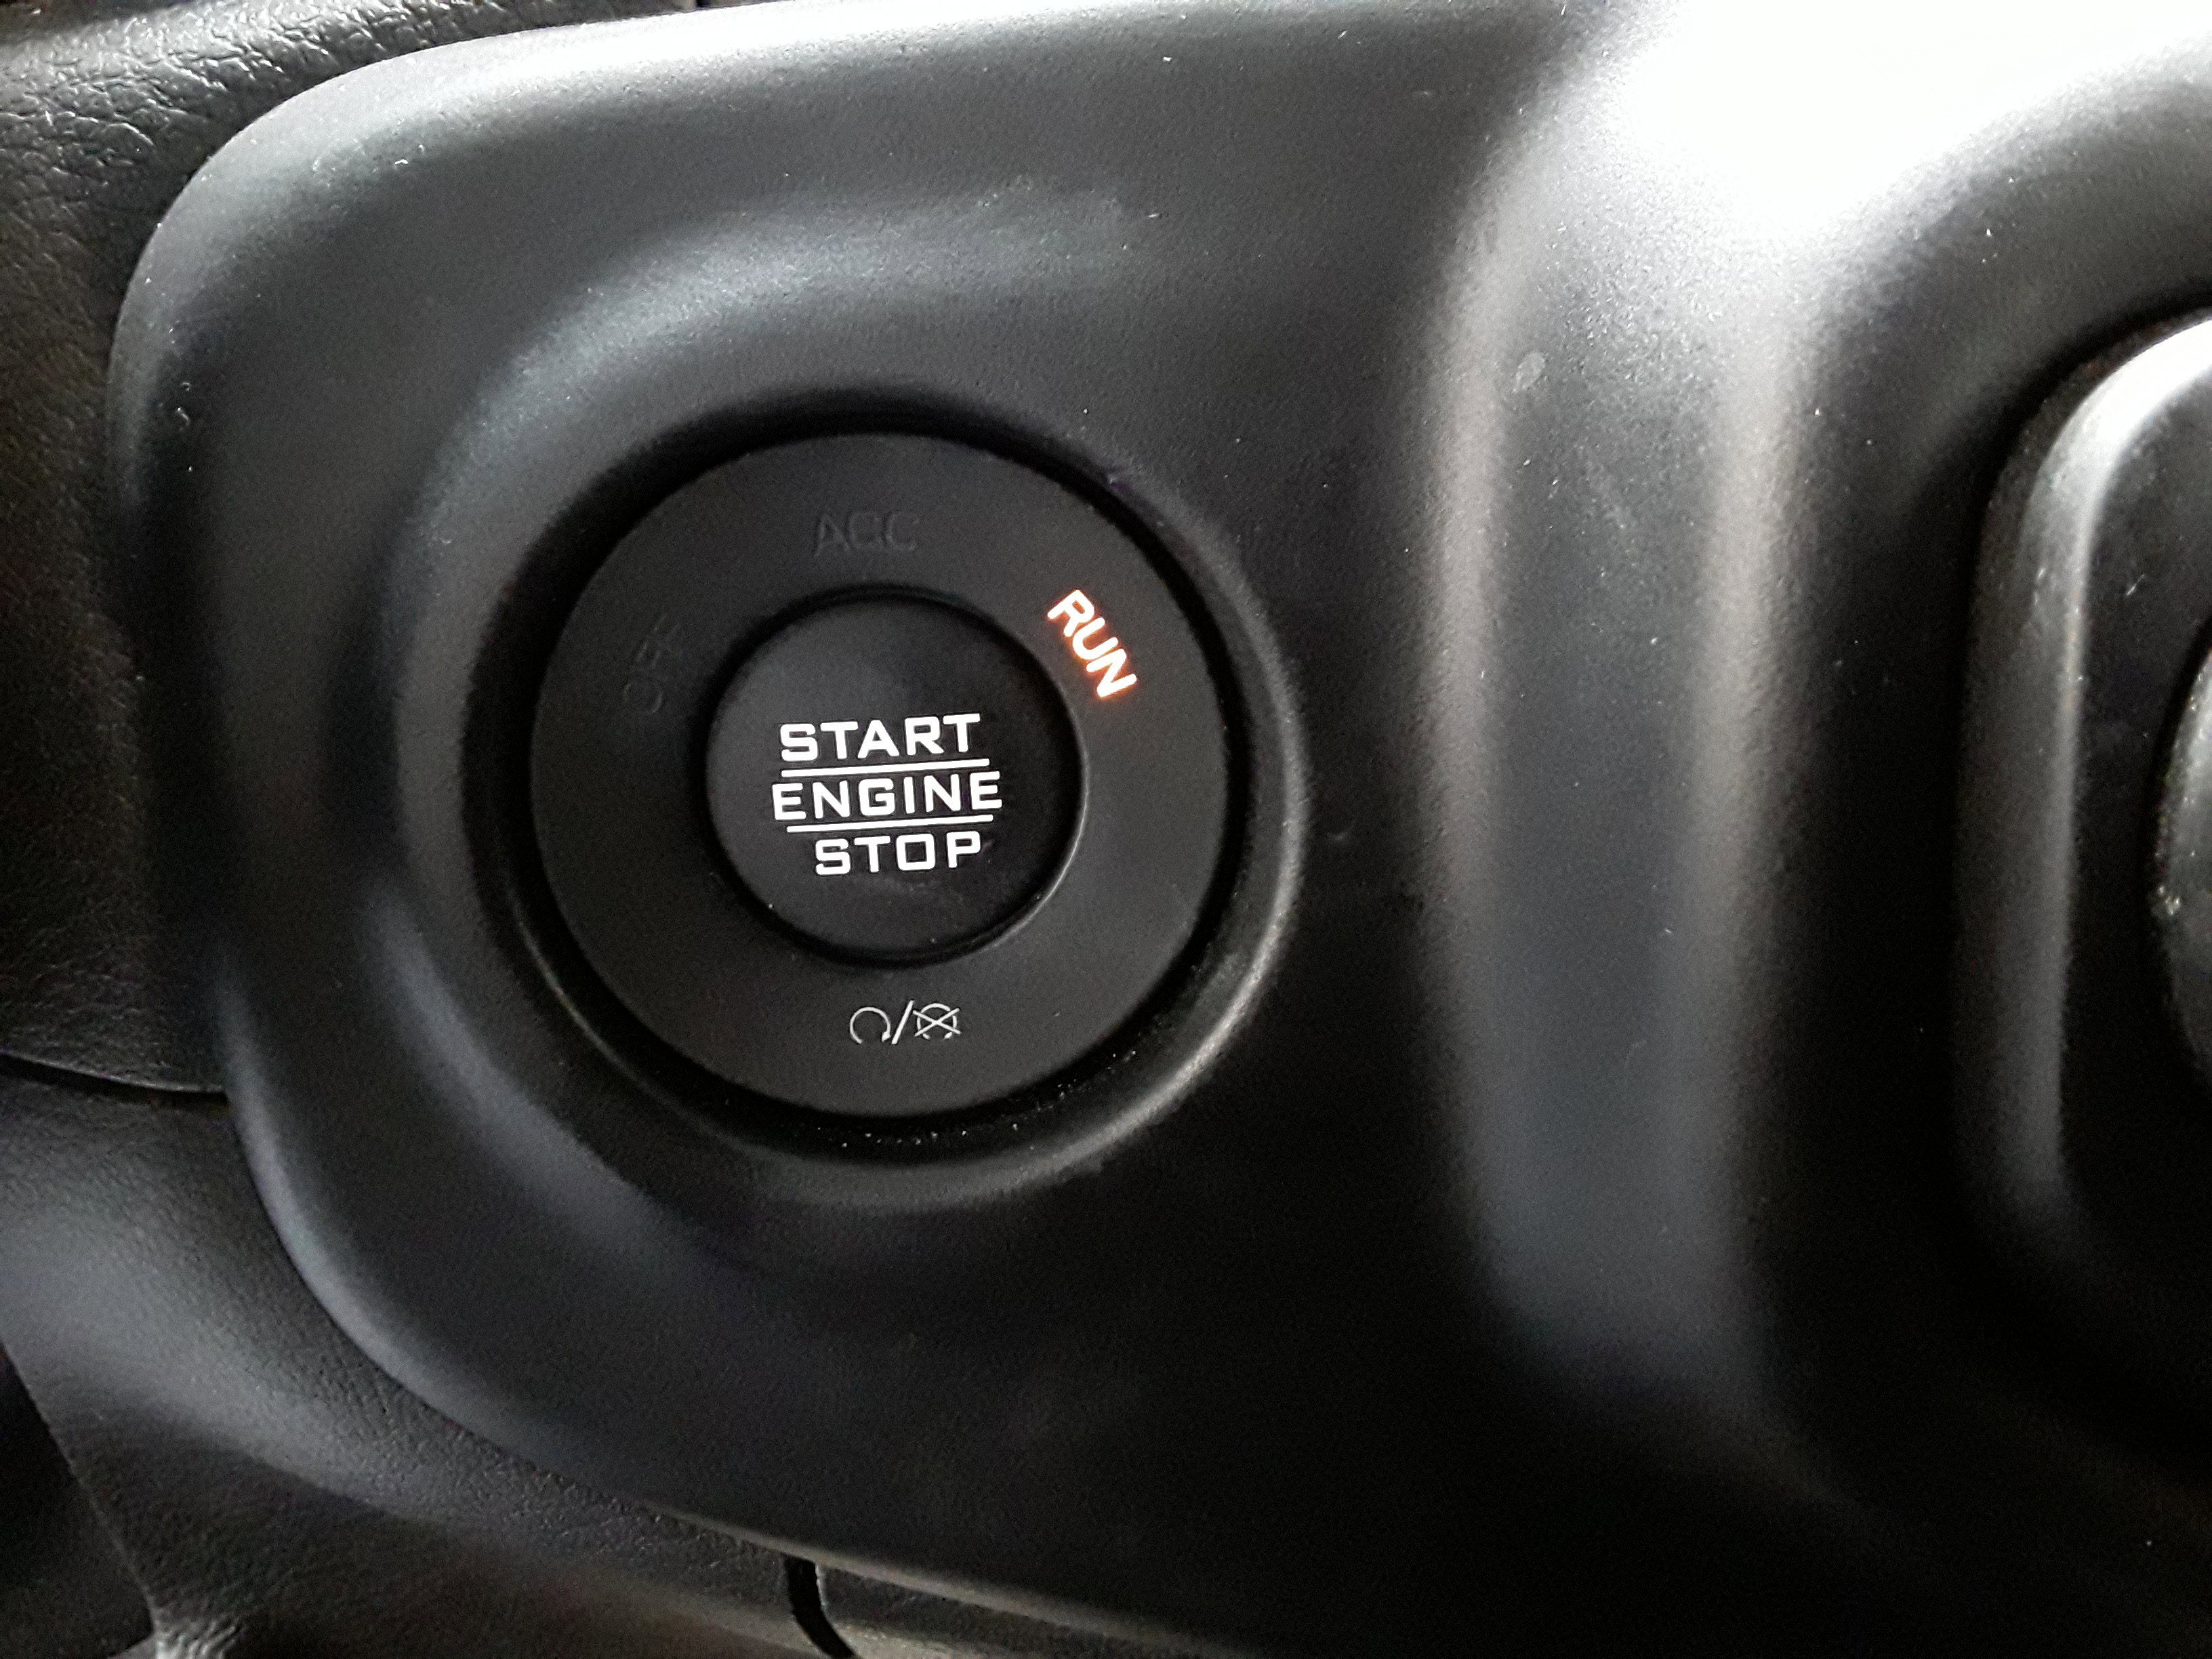 ACC
OFF
RUN
START
ENGINE
STOP